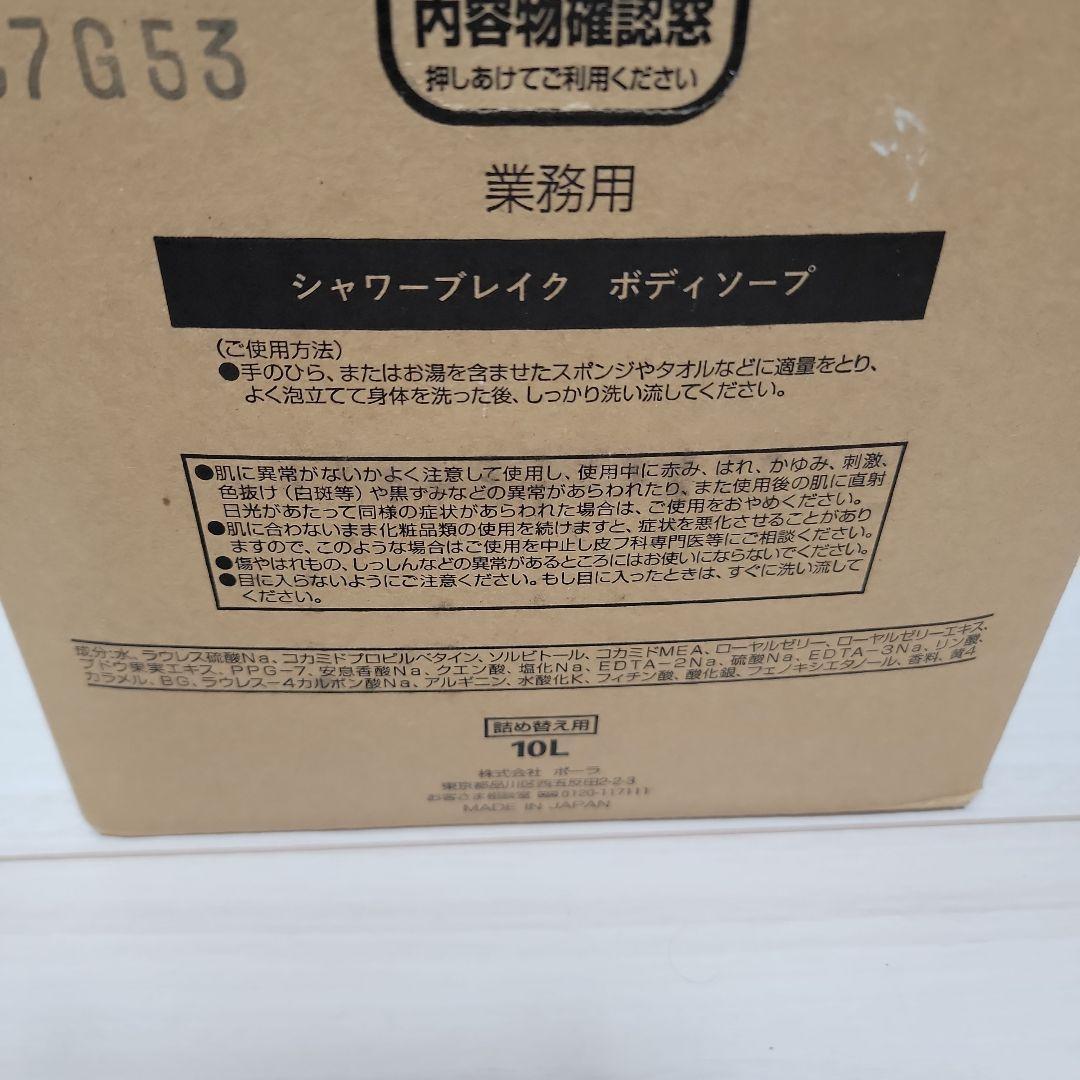 7G53
内容物確認窓
押しあけてご利用ください
業務用
シャワーブレイク ボディソープ
(ご使用方法)
●手のひら、またはお湯を含ませたスポンジやタオルなどに適量をとり、
よく泡立てて身体を洗った後、しっかり洗い流してください。
●肌に異常がないかよく注意して使用し、使用中に赤み、はれ、かゆみ、刺激、
色抜け(白斑等)や黒ずみなどの異常があらわれたり、また使用後の肌に直射
日光があたって同様の症状があらわれた場合は、ご使用をおやめください。
●肌に合わないまま化粧品類の使用を続けますと、症状を悪化させることがあり
ますので、このような場合はご使用を中止し皮フ科専門医等にご相談ください。
●傷やはれもの、しっしんなどの異常があるところにはお使いにならないでください。
●目に入らないようにご注意ください。もし目に入ったときは、すぐに洗い流して
ください。
成分:水、ラウレス硫酸Na、コカミドプロピルベタイン、ソルビトール、コカミドMEA、ローヤルゼリー、ローヤルゼリーエキス、
ブドウ果実エキス、PPG-7、安息香酸Na、クエン酸、塩化Na、EDTA-2Na、硫酸Na、EDTA-3Na、リン酸、
カラメル、BG、ラウレス-4カルボン酸Na、アルギニン、水酸化K、フィチン酸、酸化銀、フェノキシエタノール、香料、黄4
詰め替え用
10L
株式会社 ポーラ
東京都品川区西五反田2-2-3
お客さま相談室 0120-117111
MADE IN JAPAN